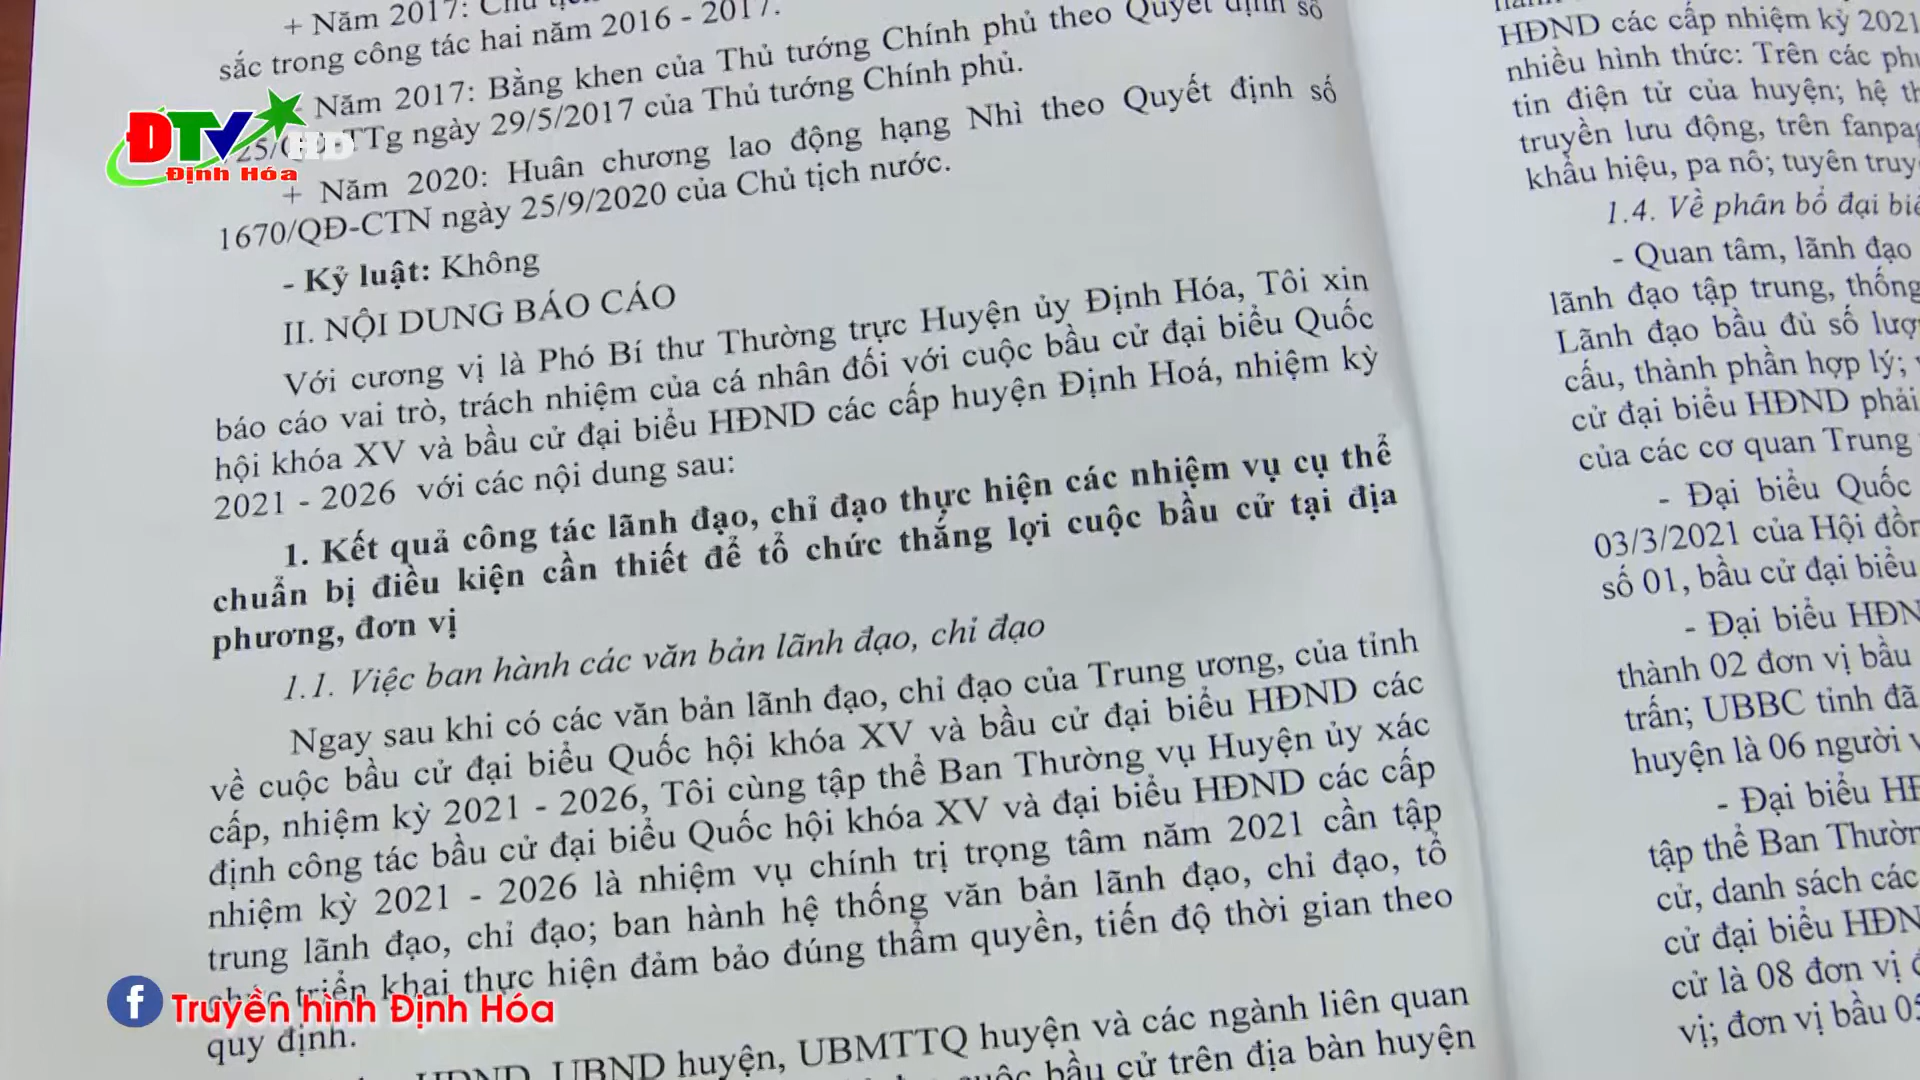 + Năm 2017:
sắc trong công tác hai năm 2016 - 2017.
Năm 2017: Bằng khen của Thủ tướng Chính phủ theo Quyết định số
TTg ngày 29/5/2017 của Thủ tướng Chính phủ.
+ Năm 2020: Huân chương lao động hạng Nhì theo Quyết định số
1670/QĐ-CTN ngày 25/9/2020 của Chủ tịch nước.
- Kỷ luật: Không
II. NỘI DUNG BÁO CÁO
Với cương vị là Phó Bí thư Thường trực Huyện ủy Định Hóa, Tôi xin
báo cáo vai trò, trách nhiệm của cá nhân đối với cuộc bầu cử đại biểu Quốc
hội khóa XV và bầu cử đại biểu HĐND các cấp huyện Định Hoá, nhiệm kỳ
2021 - 2026 với các nội dung sau:
1. Kết quả công tác lãnh đạo, chỉ đạo thực hiện các nhiệm vụ cụ thể
chuẩn bị điều kiện cần thiết để tổ chức thắng lợi cuộc bầu cử tại địa
phương, đơn vị
1.1. Việc ban hành các văn bản lãnh đạo, chỉ đạo
Ngay sau khi có các văn bản lãnh đạo, chỉ đạo của Trung ương, của tỉnh
về cuộc bầu cử đại biểu Quốc hội khóa XV và bầu cử đại biểu HĐND các
cấp, nhiệm kỳ 2021 - 2026, Tôi cùng tập thể Ban Thường vụ Huyện ủy xác
định công tác bầu cử đại biểu Quốc hội khóa XV và đại biểu HĐND các cấp
nhiệm kỳ 2021 - 2026 là nhiệm vụ chính trị trọng tâm năm 2021 cần tập
trung lãnh đạo, chỉ đạo; ban hành hệ thống văn bản lãnh đạo, chỉ đạo, tổ
chức triển khai thực hiện đảm bảo đúng thẩm quyền, tiến độ thời gian theo
quy định.
HĐND, UBND huyện, UBMTTQ huyện và các ngành liên quan
cuộc bầu cử trên địa bàn huyện
HĐND các cấp nhiệm kỳ 2021
nhiều hình thức: Trên các
tin điện tử của huyện; hệ
truyền lưu động, trên
khẩu hiệu, pa nô; tuyên
1.4. Về phân bổ đại
- Quan tâm, lãnh đạo
lãnh đạo tập trung, thống
Lãnh đạo bầu đủ số
cấu, thành phần hợp lý;
cử đại biểu HĐND phải
của các cơ quan Trung
- Đại biểu Quốc
03/3/2021 của Hội
số 01, bầu cử đại biểu
- Đại biểu
thành 02 đơn vị bầu
trấn; UBBC tỉnh đã
huyện là 06 người
- Đại biểu
tập thể Ban
cử, danh sách các
cử đại biểu
cử là 08 đơn vị
vị; đơn vị bầu 05
ĐTV HD
Định Hóa
f Truyền hình Định Hóa